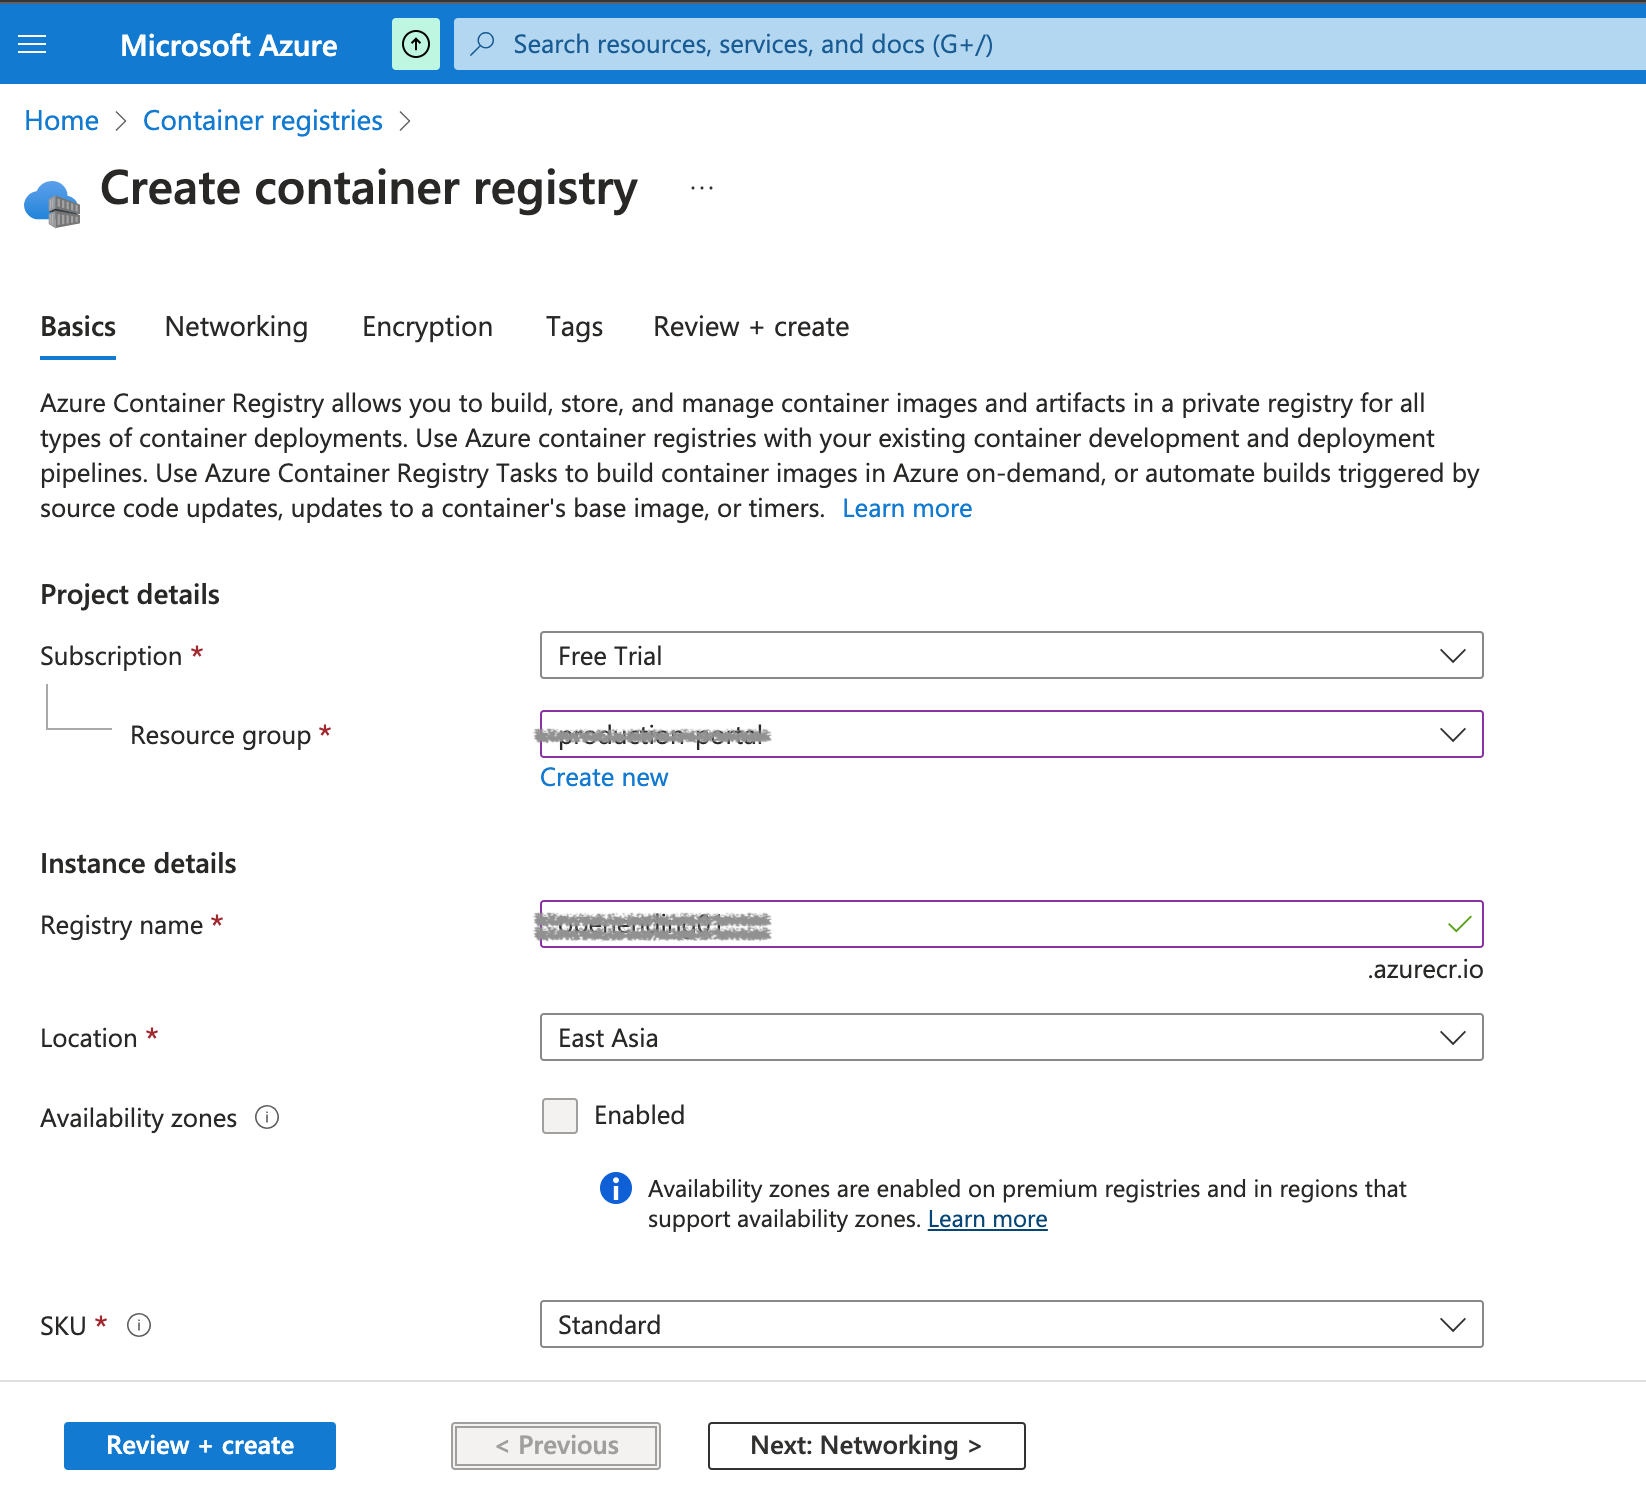 Microsoft Azure
Search resources, services, and docs (G+/)
Home > Container registries >
Create container registry ...
Basics Networking Encryption Tags Review + create
Azure Container Registry allows you to build, store, and manage container images and artifacts in a private registry for all
types of container deployments. Use Azure container registries with your existing container development and deployment
pipelines. Use Azure Container Registry Tasks to build container images in Azure on-demand, or automate builds triggered by
source code updates, updates to a container's base image, or timers. Learn more
Project details
Subscription * Free Trial
Resource group *
Create new
Instance details
Registry name *
.azurecr.io
Location * East Asia
Availability zones Enabled
Availability zones are enabled on premium registries and in regions that
support availability zones. Learn more
SKU * Standard
Review + create < Previous Next: Networking >